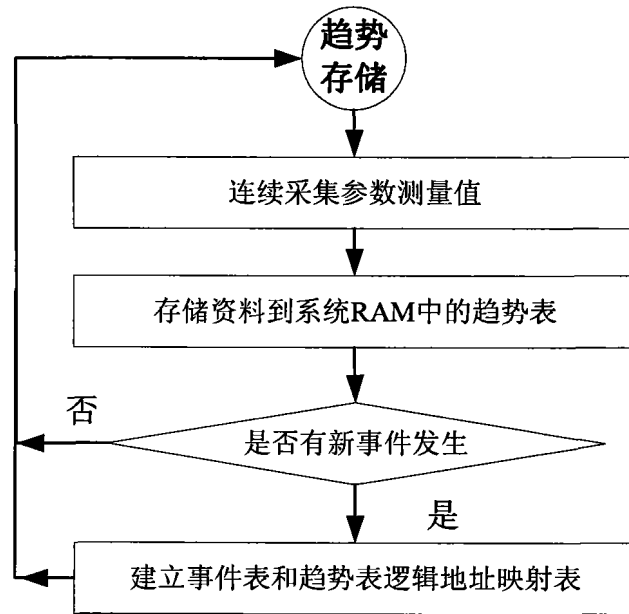 趋势
存储
连续采集参数测量值
存储资料到系统RAM中的趋势表
否
是否有新事件发生
是
建立事件表和趋势表逻辑地址映射表